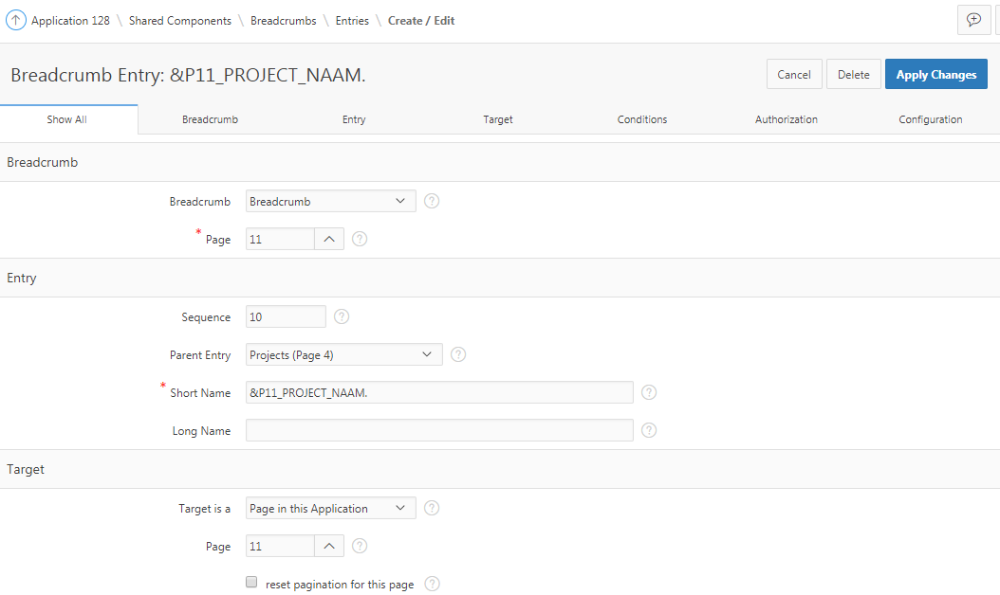 Application 128 \ Shared Components \ Breadcrumbs \ Entries \ Create / Edit
Breadcrumb Entry: &P11_PROJECT_NAAM.
Cancel Delete Apply Changes
Show All Breadcrumb Entry Target Conditions Authorization Configuration
Breadcrumb
Breadcrumb Breadcrumb ?
* Page 11 ?
Entry
Sequence 10 ?
Parent Entry Projects (Page 4) ?
* Short Name &P11_PROJECT_NAAM. ?
Long Name ?
Target
Target is a Page in this Application ?
Page 11 ?
reset pagination for this page ?